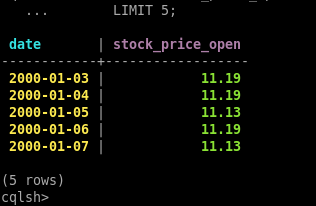 ... LIMIT 5;
date | stock_price_open
------------+------------------
2000-01-03 | 11.19
2000-01-04 | 11.19
2000-01-05 | 11.13
2000-01-06 | 11.19
2000-01-07 | 11.13
(5 rows)
cqlsh>